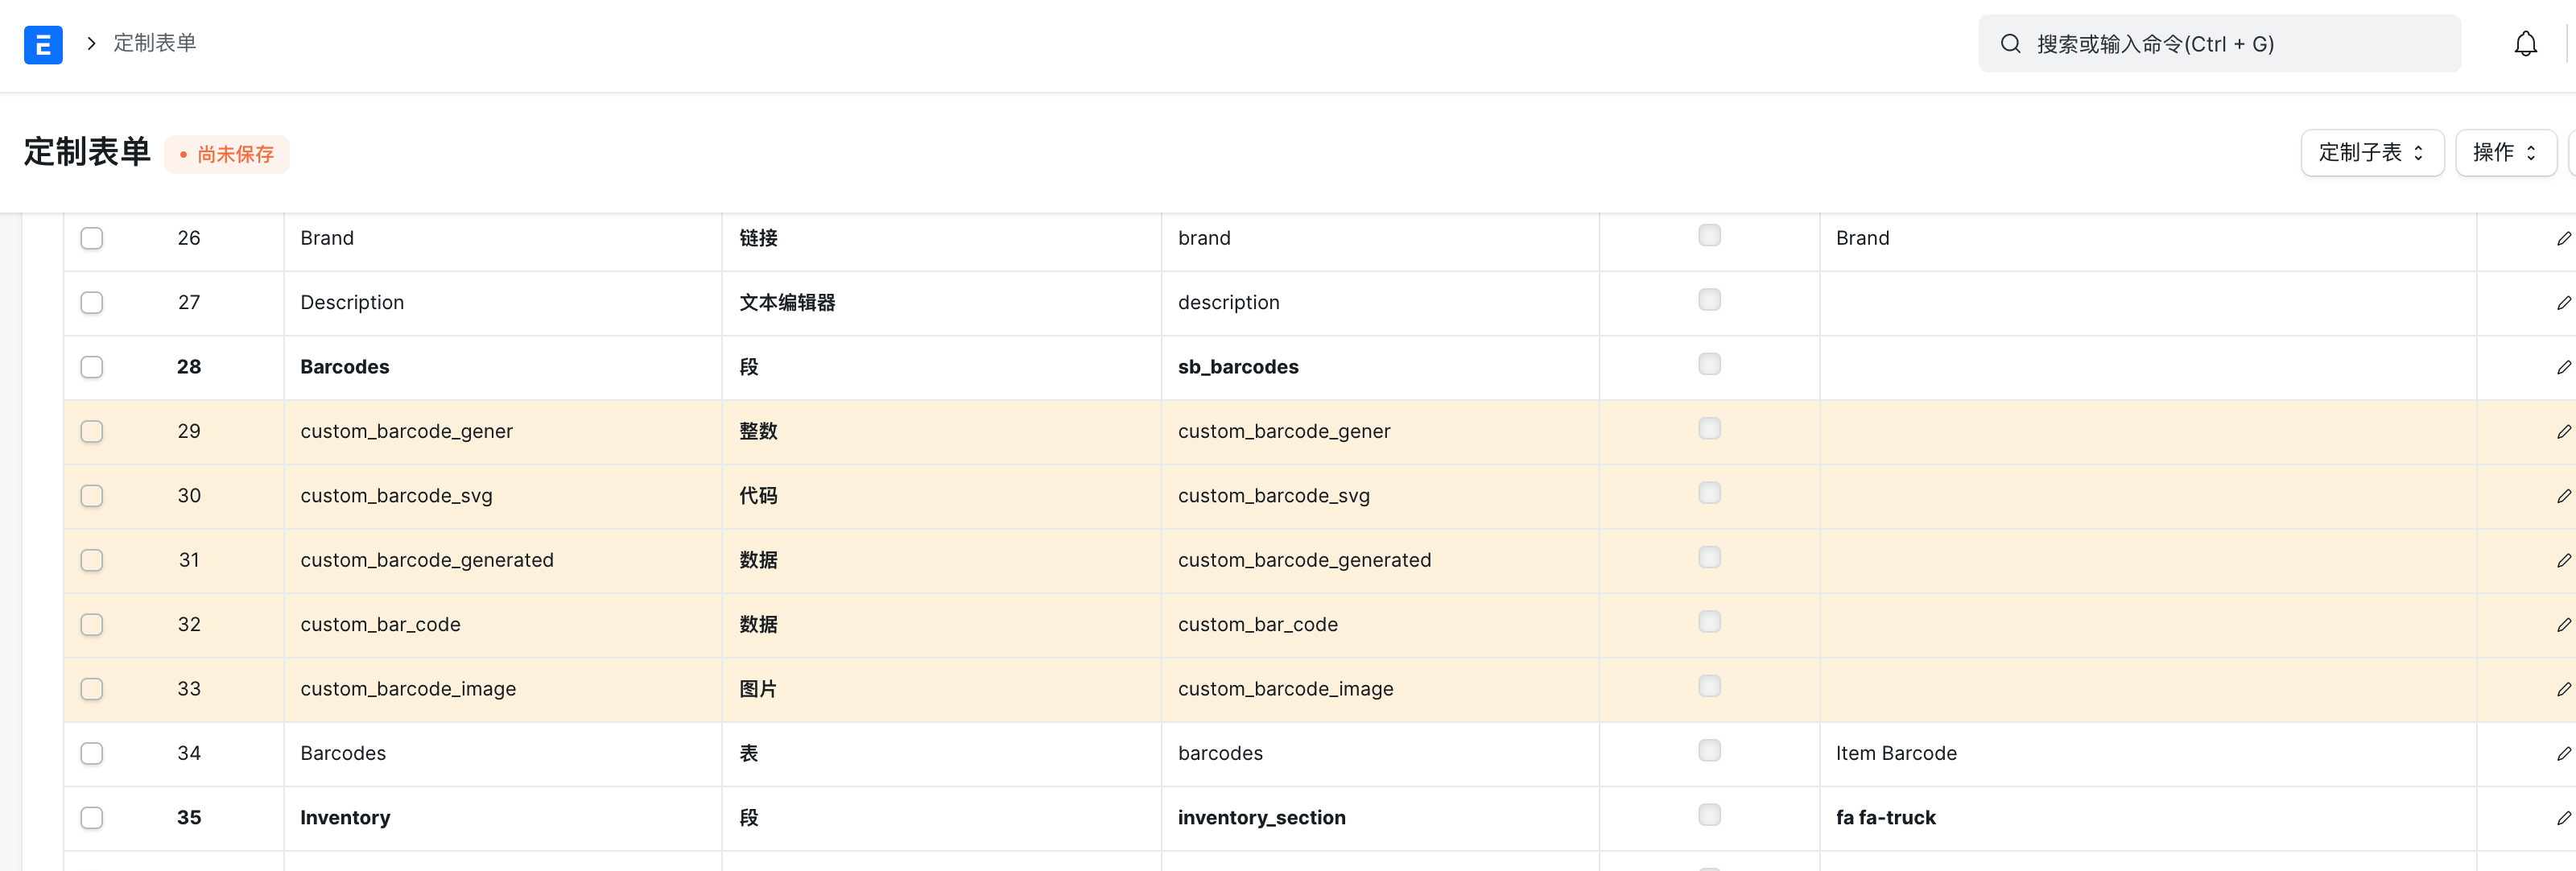 E
定制表单
搜索或输入命令(Ctrl + G)
定制表单
尚未保存
定制子表
操作
26 Brand 链接 brand Brand
27 Description 文本编辑器 description
28 Barcodes 段 sb_barcodes
29 custom_barcode_gener 整数 custom_barcode_gener
30 custom_barcode_svg 代码 custom_barcode_svg
31 custom_barcode_generated 数据 custom_barcode_generated
32 custom_bar_code 数据 custom_bar_code
33 custom_barcode_image 图片 custom_barcode_image
34 Barcodes 表 barcodes Item Barcode
35 Inventory 段 inventory_section fa fa-truck